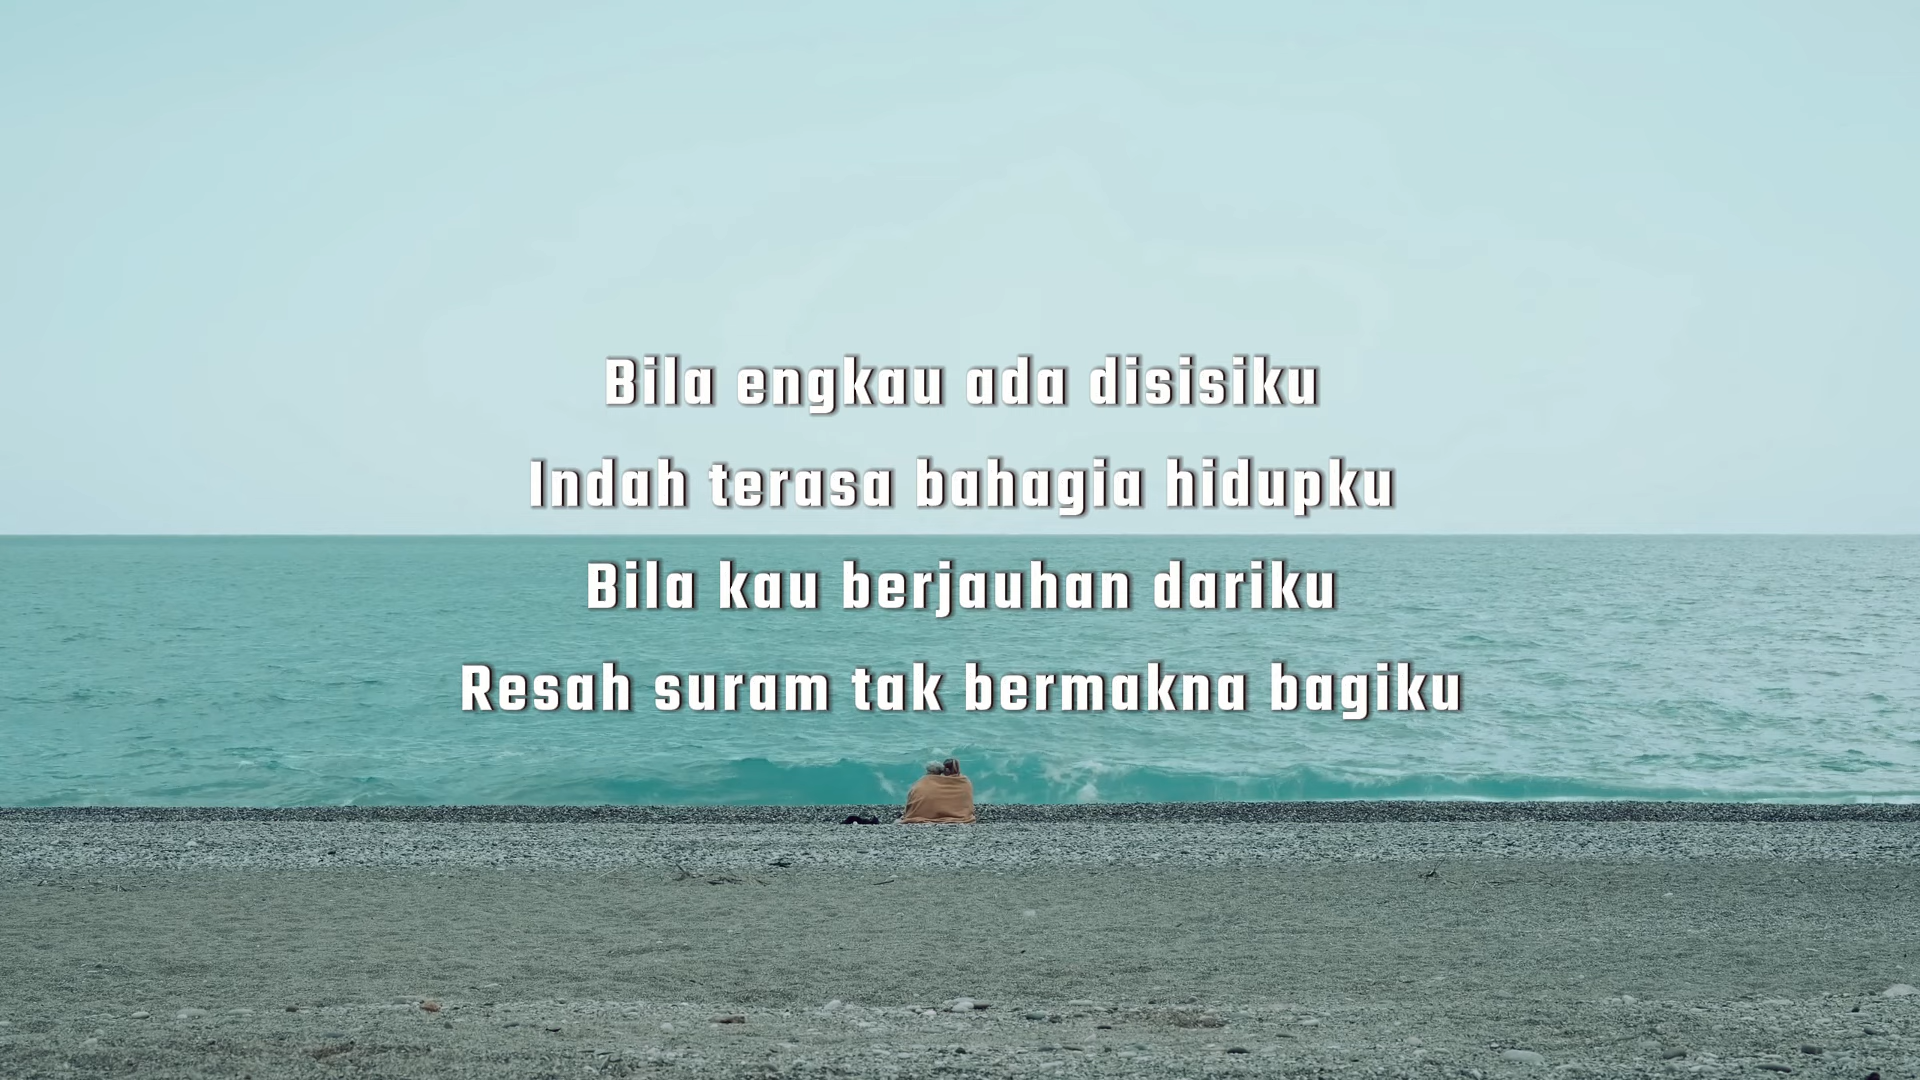 Bila engkau ada disisiku
Indah terasa bahagia hidupku
Bila kau berjauhan dariku
Resah suram tak bermakna bagiku